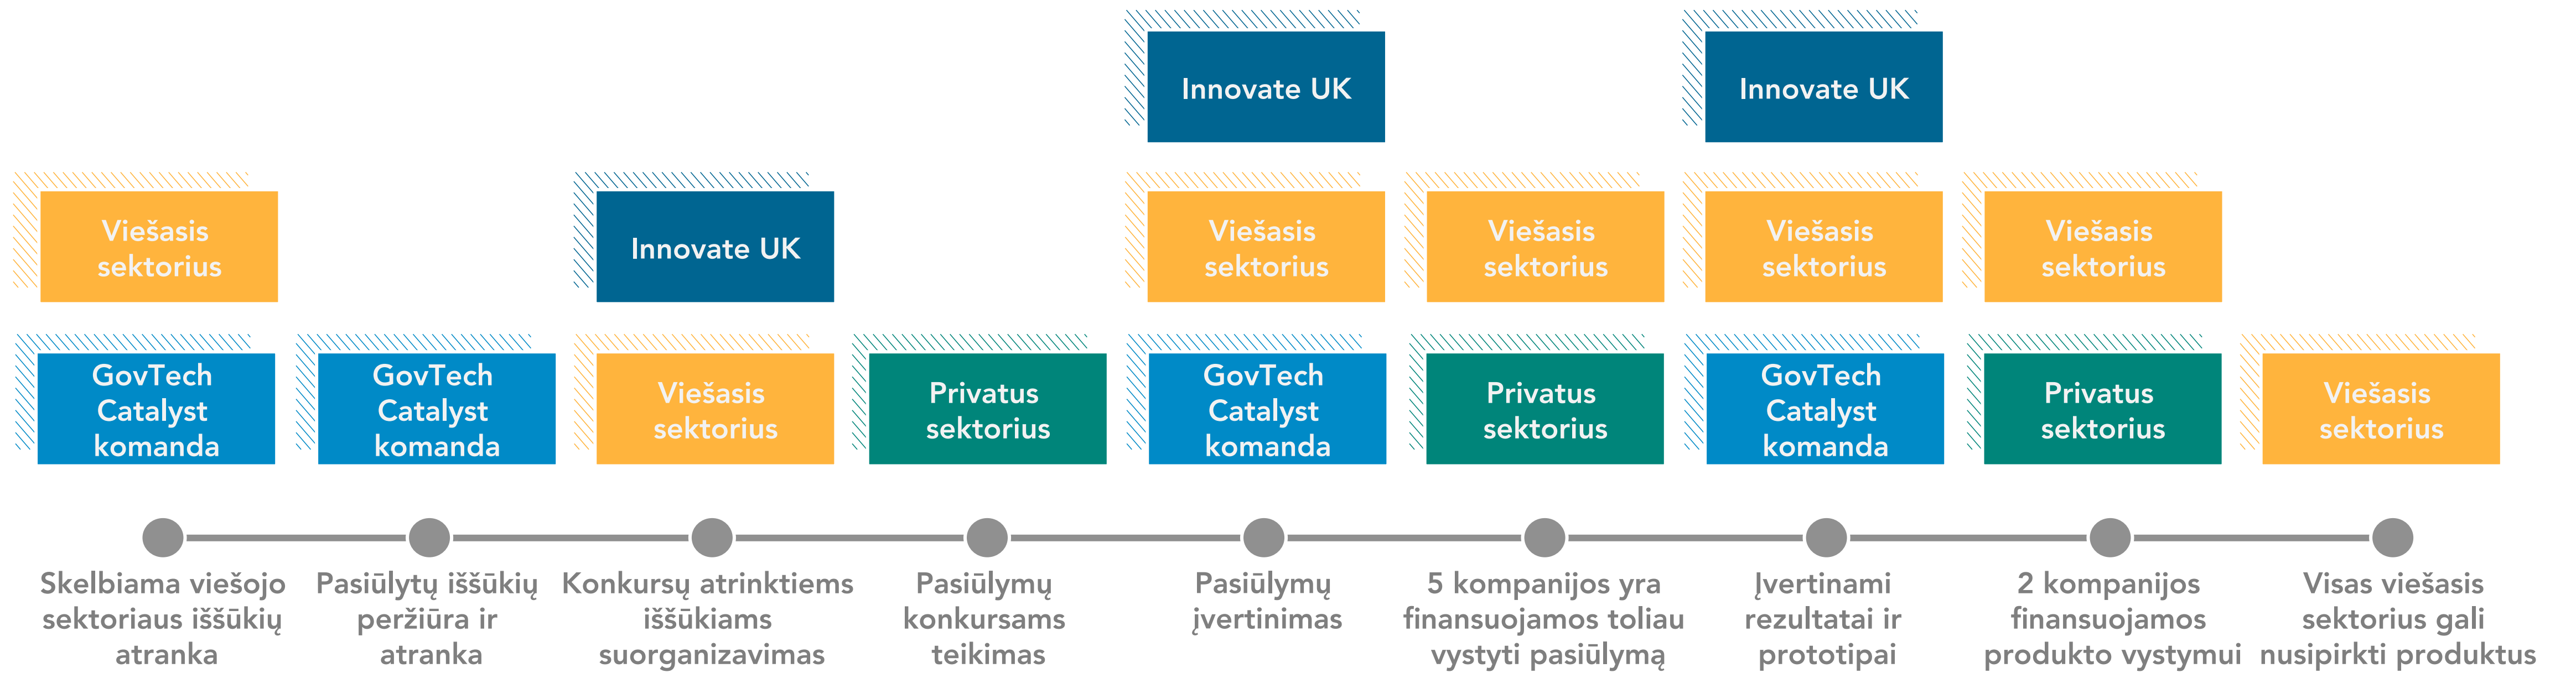 Innovate UK
Innovate UK
Viešasis
sektorius
Innovate UK
Viešasis
sektorius
Viešasis
sektorius
Viešasis
sektorius
Viešasis
sektorius
GovTech
Catalyst
komanda
GovTech
Catalyst
komanda
Viešasis
sektorius
Privatus
sektorius
GovTech
Catalyst
komanda
Privatus
sektorius
GovTech
Catalyst
komanda
Privatus
sektorius
Viešasis
sektorius
Skelbiama viešojo
sektoriaus iššūkių
atranka
Pasiūlytų iššūkių
peržiūra ir
atranka
Konkursų atrinktiems
iššūkiams
suorganizavimas
Pasiūlymų
konkursams
teikimas
Pasiūlymų
įvertinimas
5 kompanijos yra
finansuojamos toliau
vystyti pasiūlymą
Įvertinami
rezultatai ir
prototipai
2 kompanijos
finansuojamos
produkto vystymui
Visas viešasis
sektorius gali
nusipirkti produktus